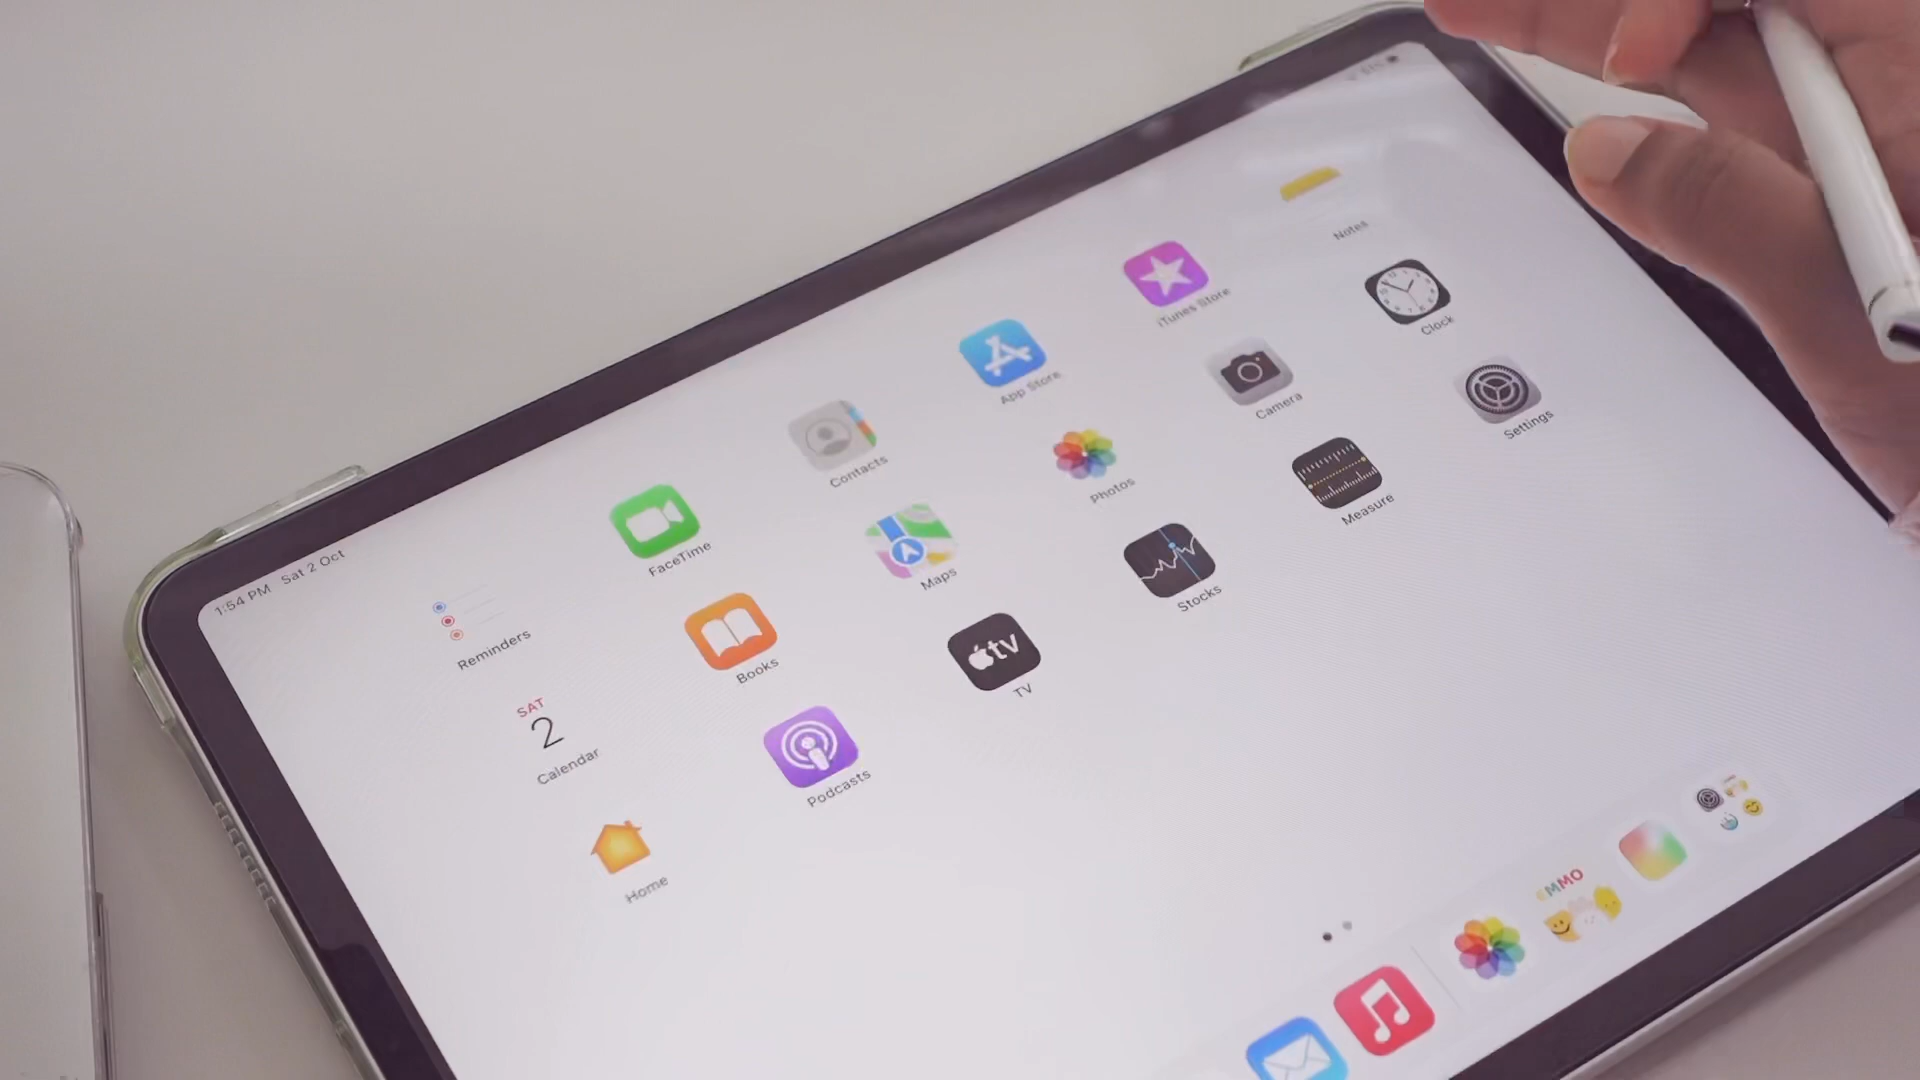 1:54 PM Sat 2 Oct
Reminders
FaceTime
Contacts
App Store
iTunes Store
Notes
SAT
2
Calendar
Books
Maps
Photos
Camera
Clock
Home
Podcasts
tv
TV
Stocks
Measure
Settings
EMMO